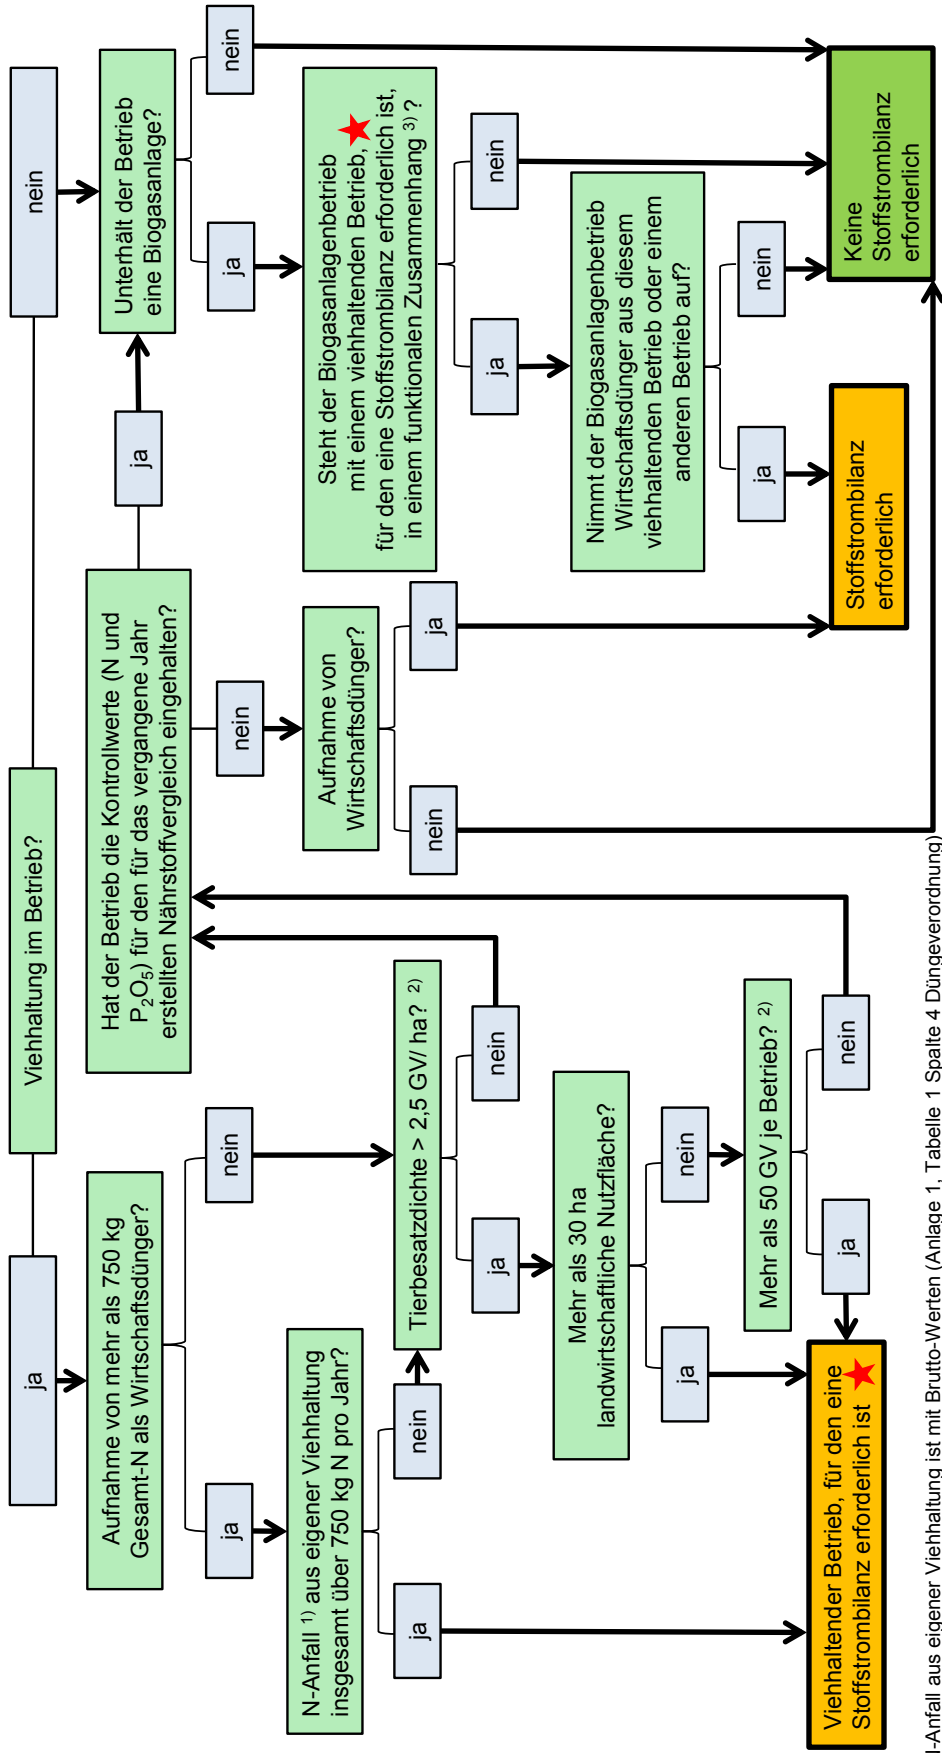 Viehhaltung im Betrieb?
ja
nein
Aufnahme von mehr als 750 kg
Gesamt-N als Wirtschaftsdünger?
ja
nein
N-Anfall 1) aus eigener Viehhaltung
insgesamt über 750 kg N pro Jahr?
ja
nein
Tierbesatzdichte > 2,5 GV/ ha? 2)
ja
nein
Mehr als 30 ha
landwirtschaftliche Nutzfläche?
ja
nein
Mehr als 50 GV je Betrieb? 2)
ja
nein
Viehhaltender Betrieb, für den eine
Stoffstrombilanz erforderlich ist
Hat der Betrieb die Kontrollwerte (N und
P2O5) für den für das vergangene Jahr
erstellten Nährstoffvergleich eingehalten?
ja
nein
Aufnahme von
Wirtschaftsdünger?
nein
ja
Unterhält der Betrieb
eine Biogasanlage?
ja
nein
Steht der Biogasanlagenbetrieb
mit einem viehhaltenden Betrieb,
für den eine Stoffstrombilanz erforderlich ist,
in einem funktionalen Zusammenhang 3) ?
ja
nein
Nimmt der Biogasanlagenbetrieb
Wirtschaftsdünger aus diesem
viehhaltenden Betrieb oder einem
anderen Betrieb auf?
ja
nein
Stoffstrombilanz
erforderlich
Keine
Stoffstrombilanz
erforderlich
-Anfall aus eigener Viehhaltung ist mit Brutto-Werten (Anlage 1, Tabelle 1 Spalte 4 Düngeverordnung)